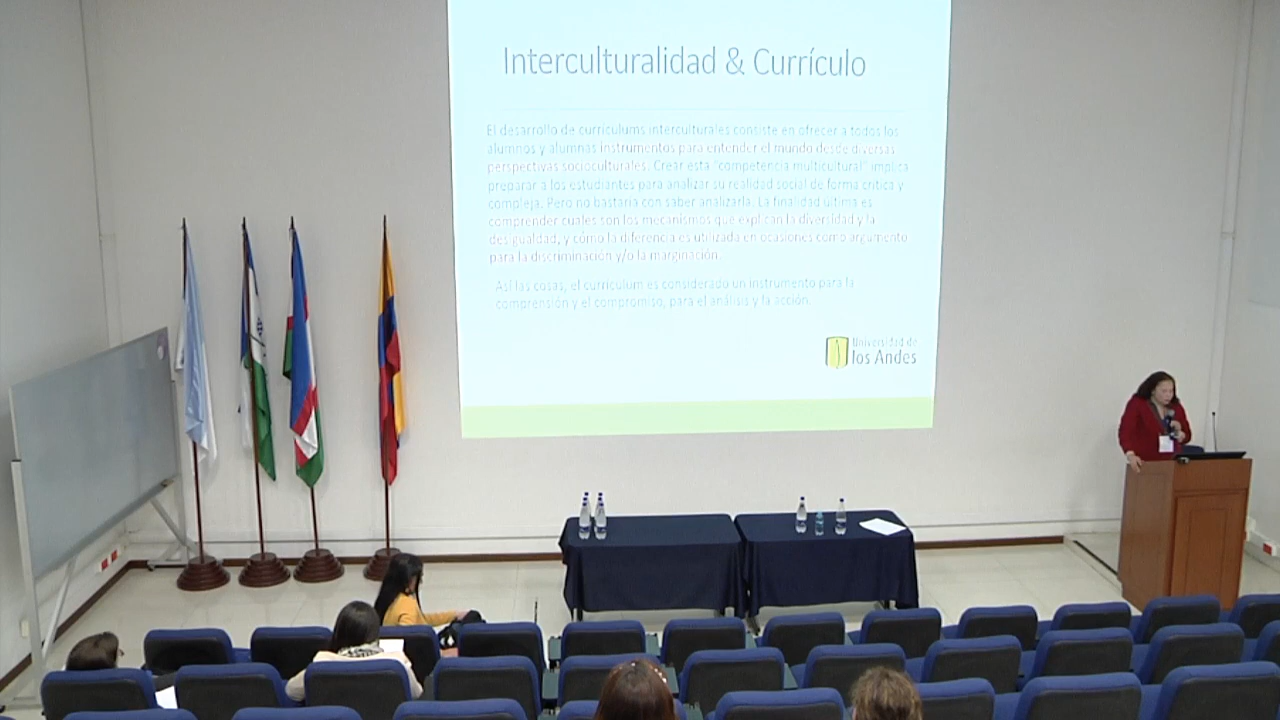 Interculturalidad & Currículo
El desarrollo de currículums interculturales consiste en ofrecer a todos los
alumnos y alumnas instrumentos para entender el mundo desde diversas
perspectivas socioculturales. Crear esta "competencia multicultural" implica
preparar a los estudiantes para analizar su realidad social de forma crítica y
compleja. Pero no bastaría con saber analizarla. La finalidad última es
comprender cuales son los mecanismos que explican la diversidad y la
desigualdad, y cómo la diferencia es utilizada en ocasiones como argumento
para la discriminación y/o la marginación.
Así las cosas, el currículum es considerado un instrumento para la
comprensión y el compromiso, para el análisis y la acción.
Universidad de
los Andes